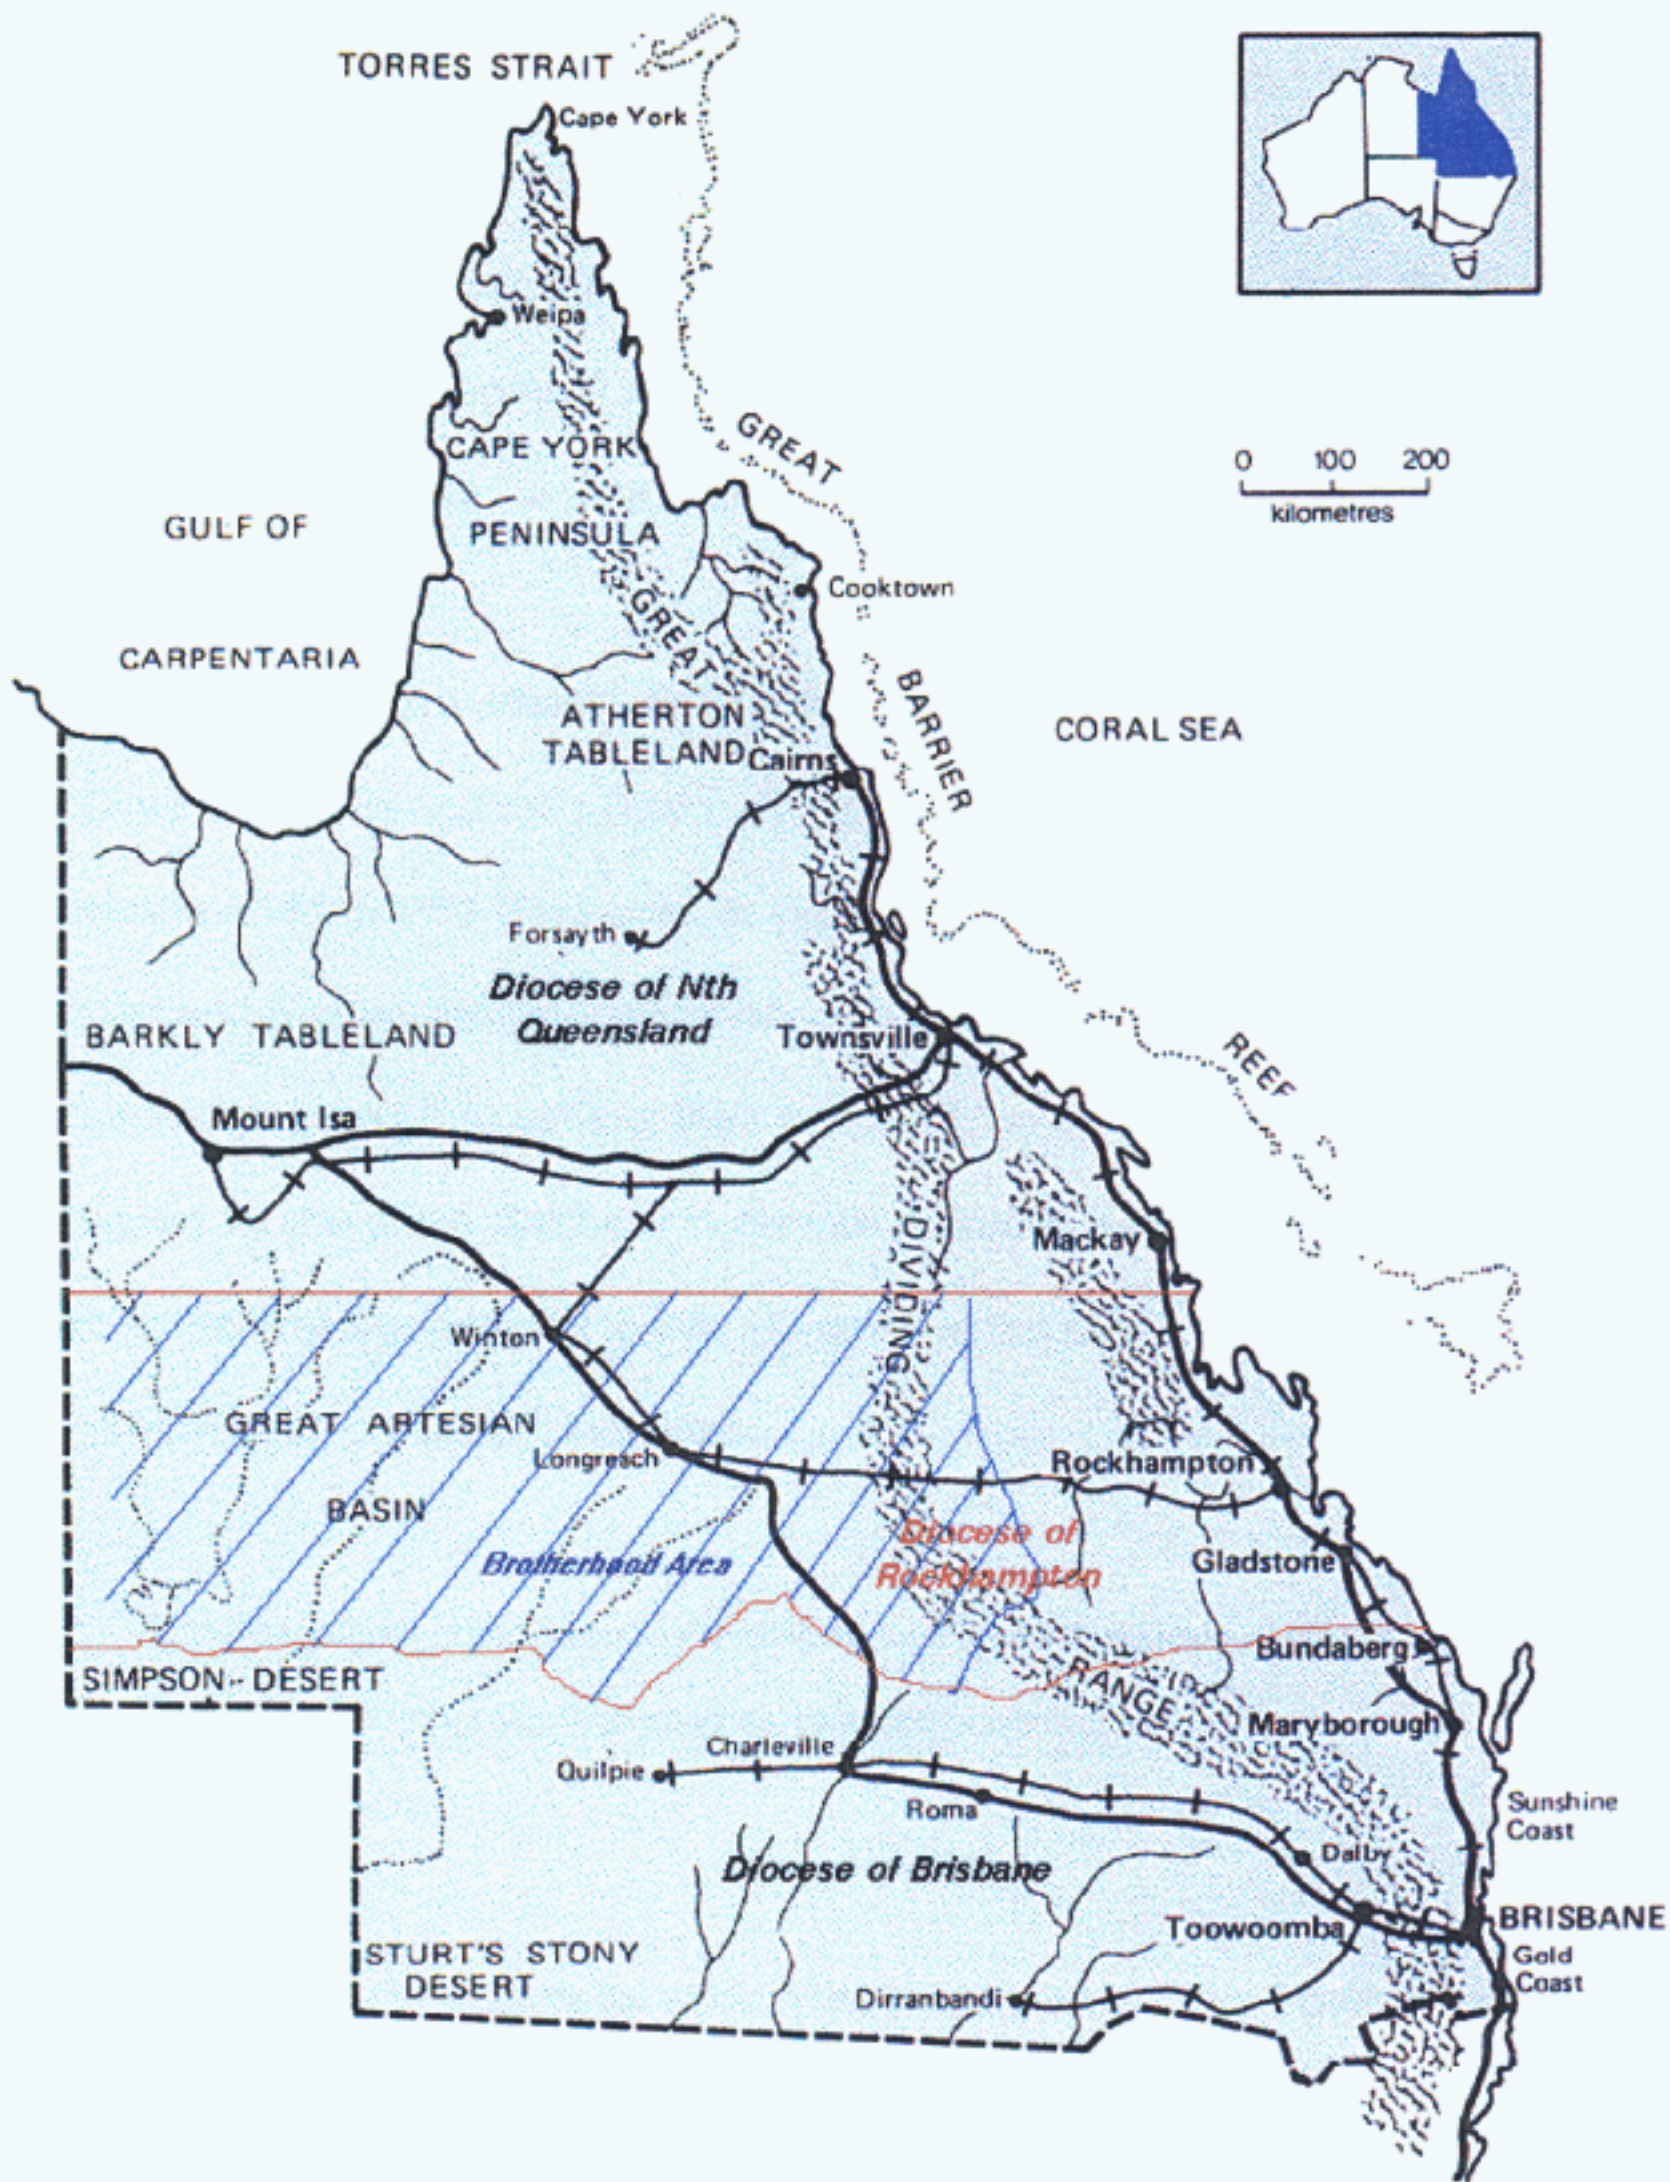 TORRES STRAIT
Cape York
Weipa
CAPE YORK
PENINSULA
GREAT
BARRIER
REEF
0 100 200
kilometres
GULF OF
CARPENTARIA
Cooktown
GREAT
CORAL SEA
ATHERTON
TABLELAND
Cairns
Forsayth
Diocese of Nth
Queensland
BARKLY TABLELAND
Townsville
Mount Isa
DIVIDING
Mackay
Winton
GREAT ARTESIAN
BASIN
Longreach
Rockhampton
Diocese of
Rockhampton
Brotherhood Area
Gladstone
Bundaberg
SIMPSON DESERT
RANGE
Maryborough
Charleville
Quilpie
Roma
Sunshine
Coast
Dalby
Diocese of Brisbane
Toowoomba
BRISBANE
Gold
Coast
STURT'S STONY
DESERT
Dirranbandi